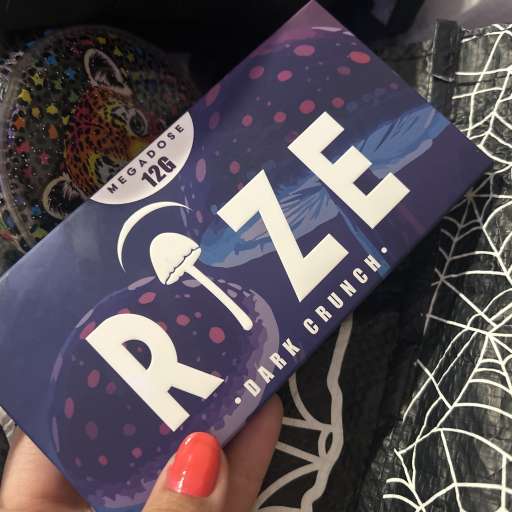 MEGADOSE
12G
RIZE
• DARK CRUNCH •